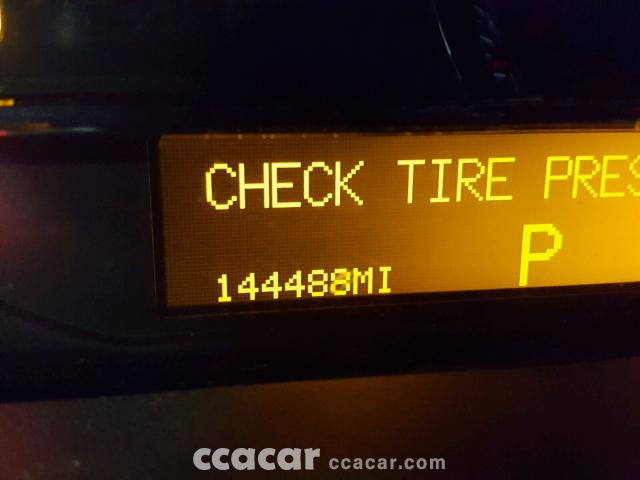 CHECK TIRE PRES
P
144488MI
ccacar ccacar.com